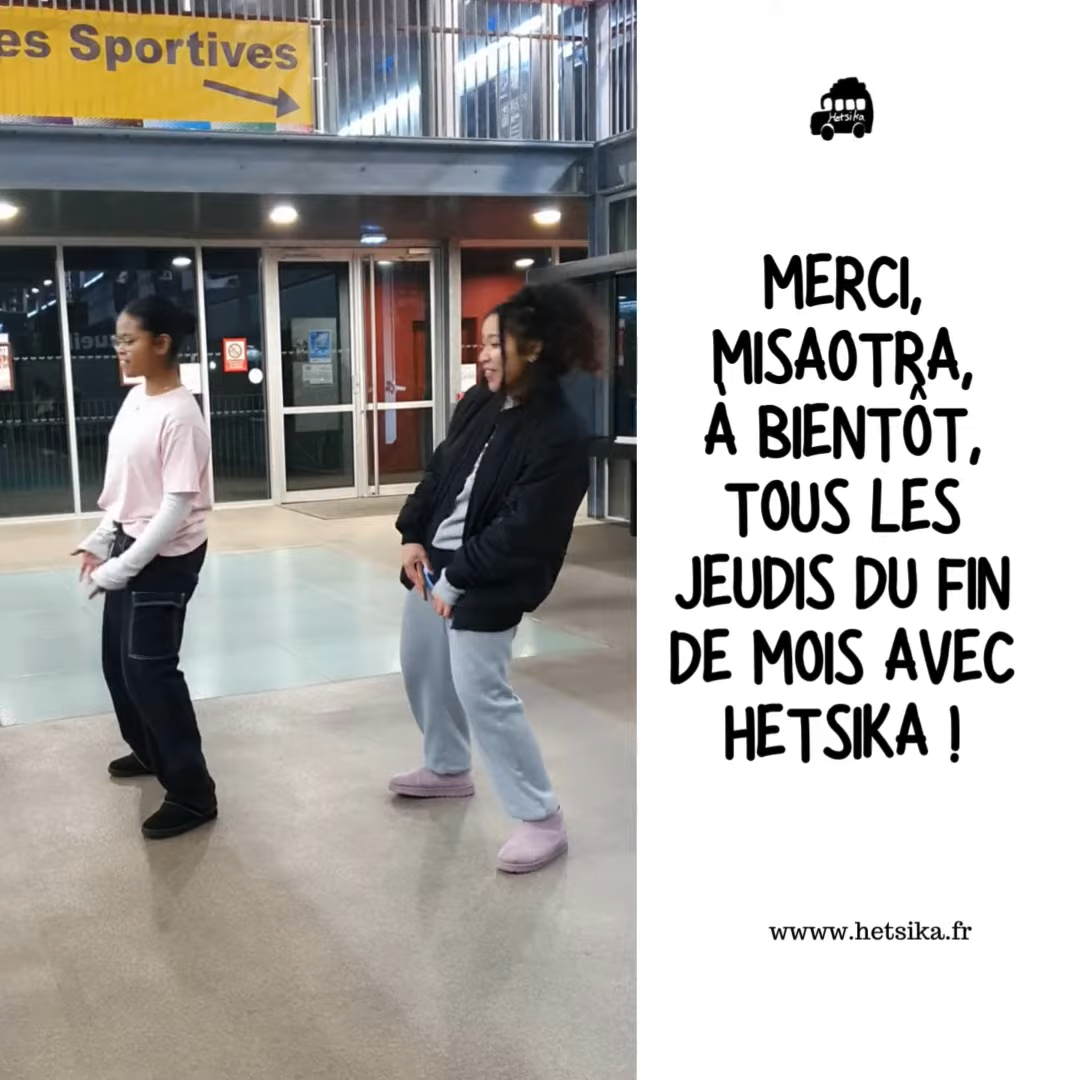 es Sportives
Hetsika
MERCI,
MISAOTRA,
À BIENTÔT,
TOUS LES
JEUDIS DU FIN
DE MOIS AVEC
HETSIKA !
wwww.hetsika.fr